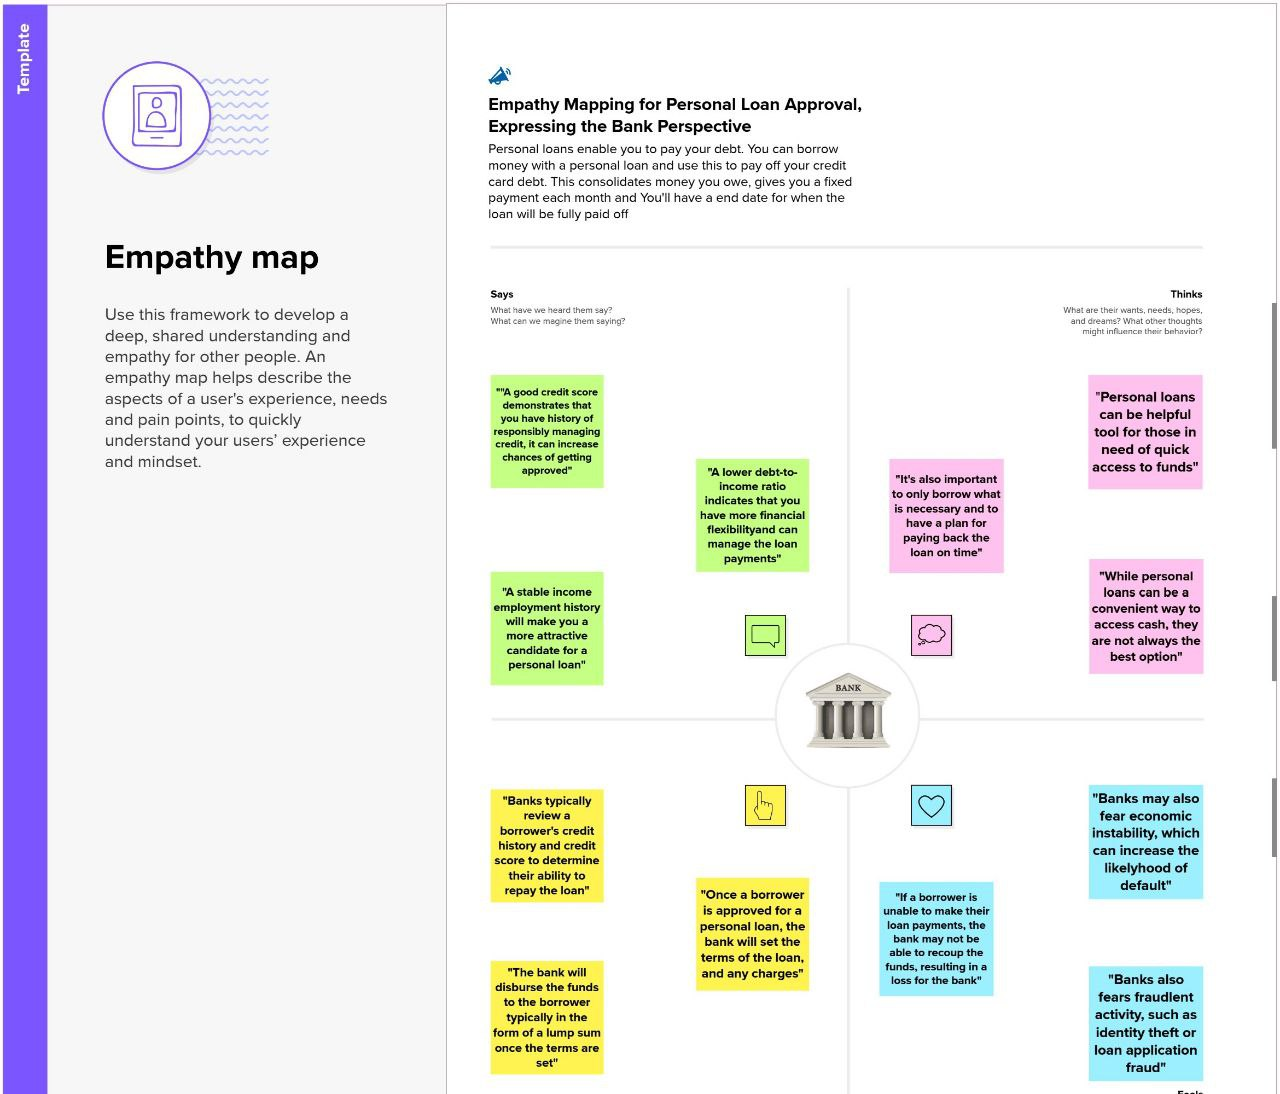 Template
Empathy map
Use this framework to develop a
deep, shared understanding and
empathy for other people. An
empathy map helps describe the
aspects of a user's experience, needs
and pain points, to quickly
understand your users' experience
and mindset.
Empathy Mapping for Personal Loan Approval,
Expressing the Bank Perspective
Personal loans enable you to pay your debt. You can borrow
money with a personal loan and use this to pay off your credit
card debt. This consolidates money you owe, gives you a fixed
payment each month and You'll have a end date for when the
loan will be fully paid off
Says
What have we heard them say?
What can we magine them saying?
Thinks
What are their wants, needs, hopes,
and dreams? What other thoughts
might influence their behavior?
""A good credit score
demonstrates that
you have history of
responsibly managing
credit, it can increase
chances of getting
approved"
"A lower debt-to-
income ratio
indicates that you
have more financial
flexibilityand can
manage the loan
payments"
"A stable income
employment history
will make you a
more attractive
candidate for a
personal loan"
"It's also important
to only borrow what
is necessary and to
have a plan for
paying back the
loan on time"
"Personal loans
can be helpful
tool for those in
need of quick
access to funds"
"While personal
loans can be a
convenient way to
access cash, they
are not always the
best option"
BANK
"Banks typically
review a
borrower's credit
history and credit
score to determine
their ability to
repay the loan"
"Once a borrower
is approved for a
personal loan, the
bank will set the
terms of the loan,
and any charges"
"The bank will
disburse the funds
to the borrower
typically in the
form of a lump sum
once the terms are
set"
"If a borrower is
unable to make their
loan payments, the
bank may not be
able to recoup the
funds, resulting in a
loss for the bank"
"Banks may also
fear economic
instability, which
can increase the
likelyhood of
default"
"Banks also
fears fraudlent
activity, such as
identity theft or
loan application
fraud"